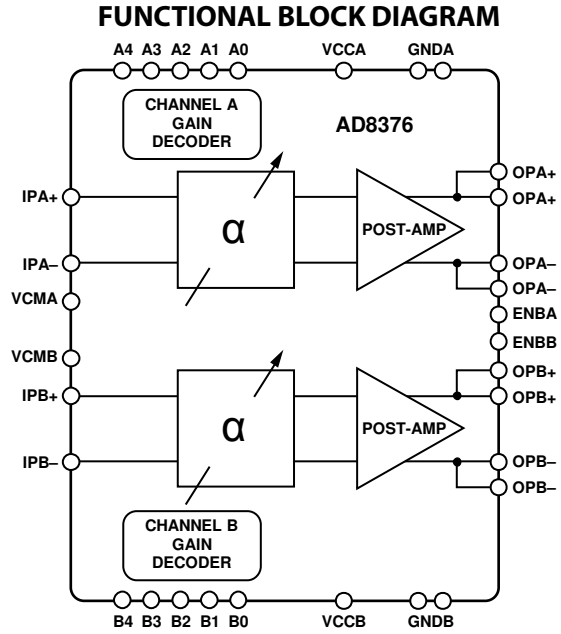 FUNCTIONAL BLOCK DIAGRAM
A4 A3 A2 A1 A0 VCCA GNDA
CHANNEL A
GAIN
DECODER
AD8376
IPA+
α
POST-AMP
OPA+
OPA+
IPA–
OPA–
OPA–
VCMA
ENBA
VCMB
ENBB
IPB+
α
POST-AMP
OPB+
OPB+
IPB–
OPB–
OPB–
CHANNEL B
GAIN
DECODER
B4 B3 B2 B1 B0 VCCB GNDB